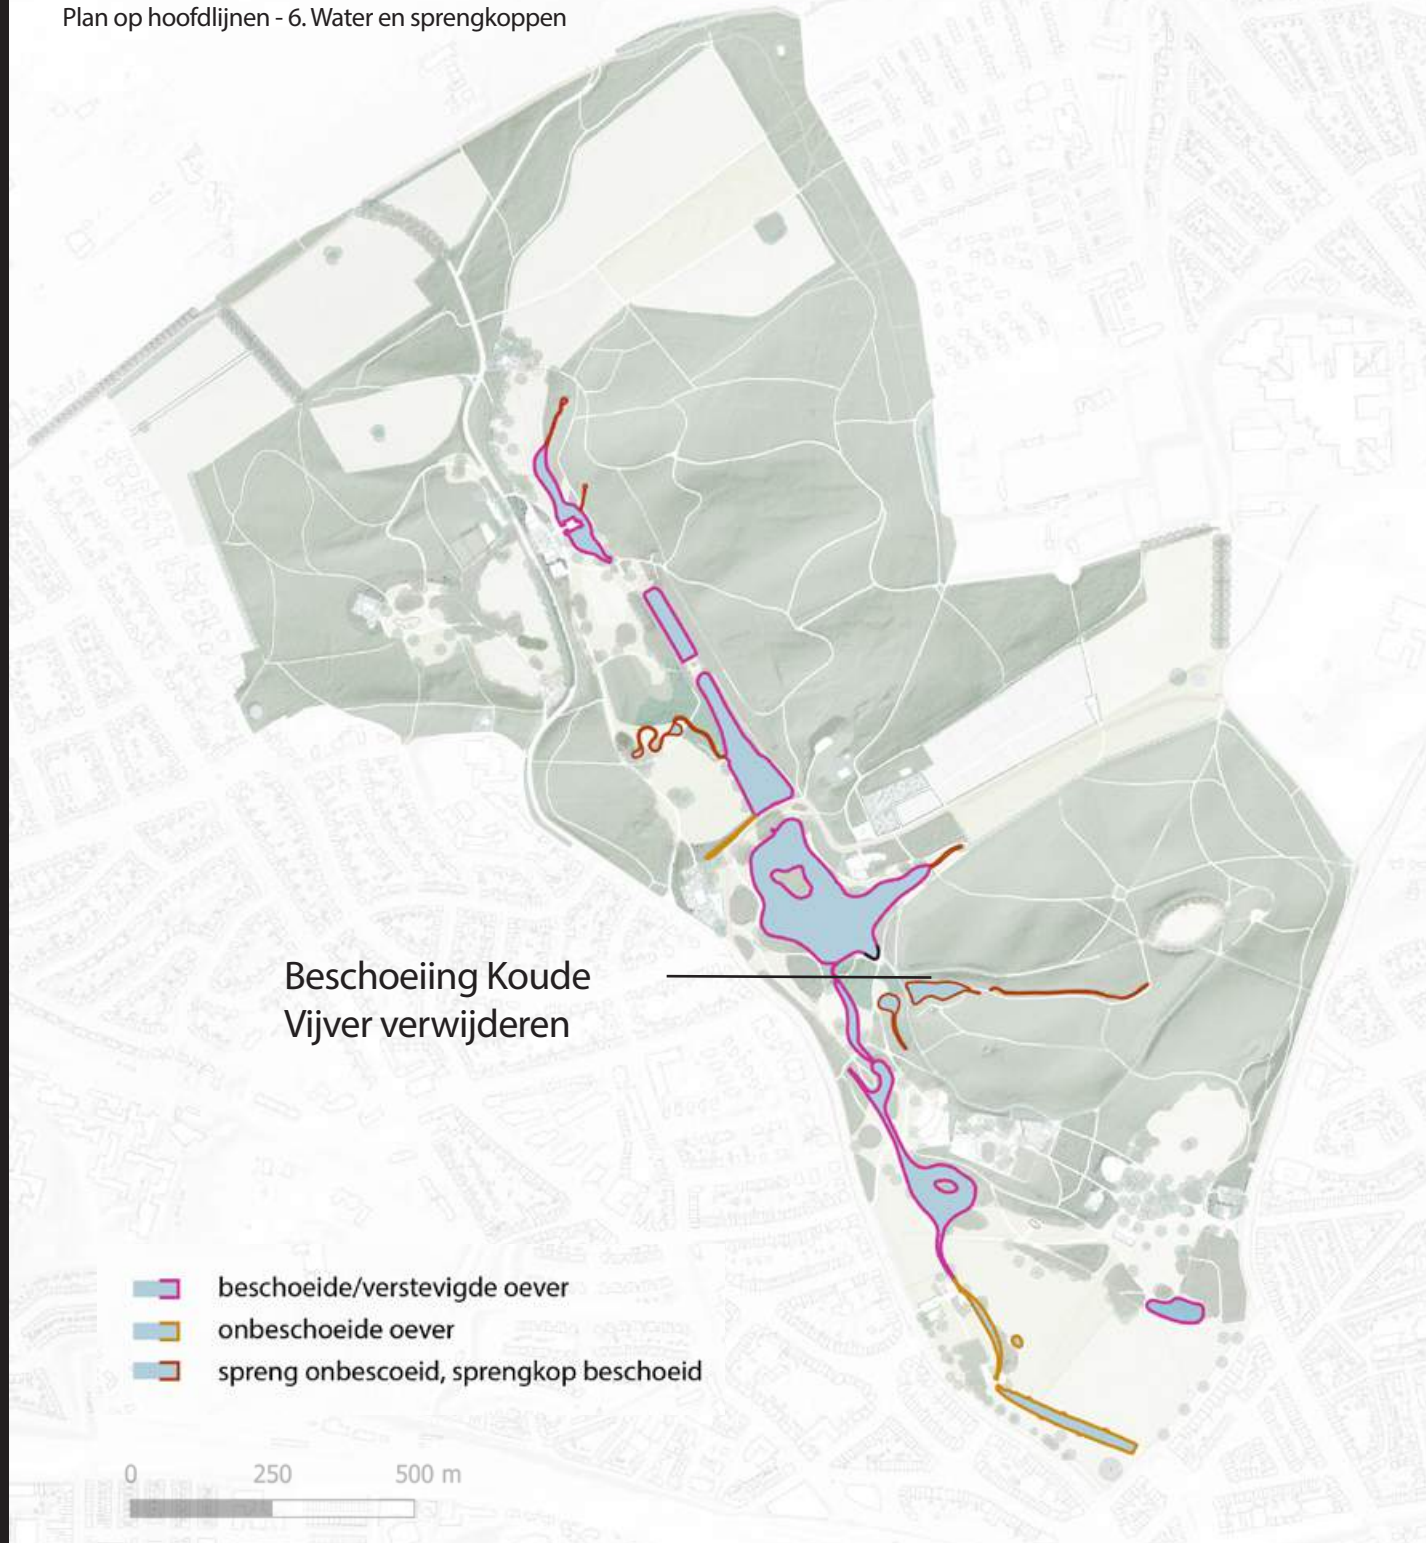 Plan op hoofdlijnen - 6. Water en sprengkoppen
Beschoeiing Koude
Vijver verwijderen
beschoeide/verstevigde oever
onbeschoeide oever
spreng onbescoeid, sprengkop beschoeid
0 250 500 m